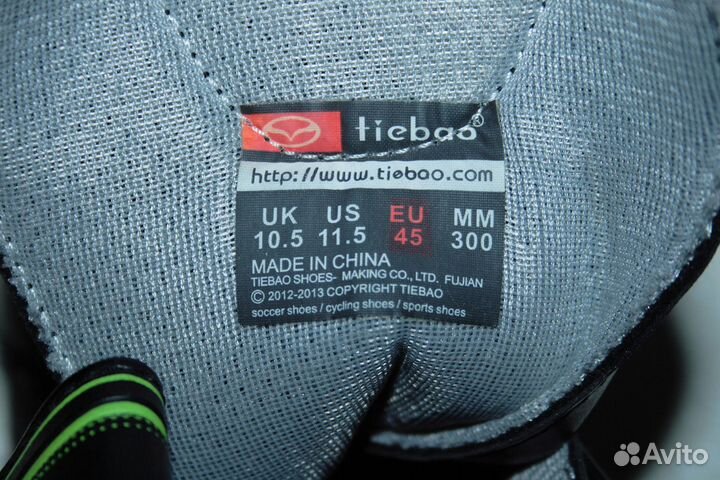 tiebao®
http://www.tiebao.com
UK US EU MM
10.5 11.5 45 300
MADE IN CHINA
TIEBAO SHOES- MAKING CO., LTD. FUJIAN
© 2012-2013 COPYRIGHT TIEBAO
soccer shoes / cycling shoes / sports shoes
Avito